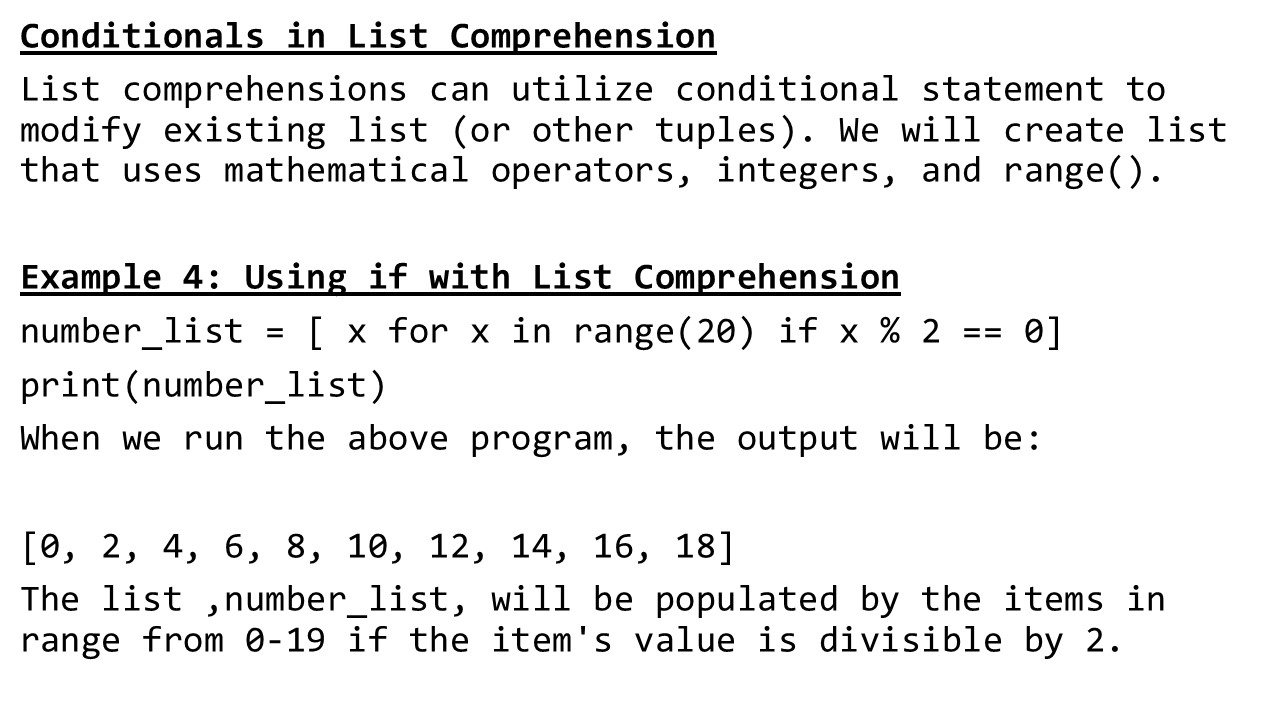 Conditionals in List Comprehension
List comprehensions can utilize conditional statement to
modify existing list (or other tuples). We will create list
that uses mathematical operators, integers, and range().
Example 4: Using if with List Comprehension
number_list = [ x for x in range(20) if x % 2 == 0]
print(number_list)
When we run the above program, the output will be:
[0, 2, 4, 6, 8, 10, 12, 14, 16, 18]
The list ,number_list, will be populated by the items in
range from 0-19 if the item's value is divisible by 2.